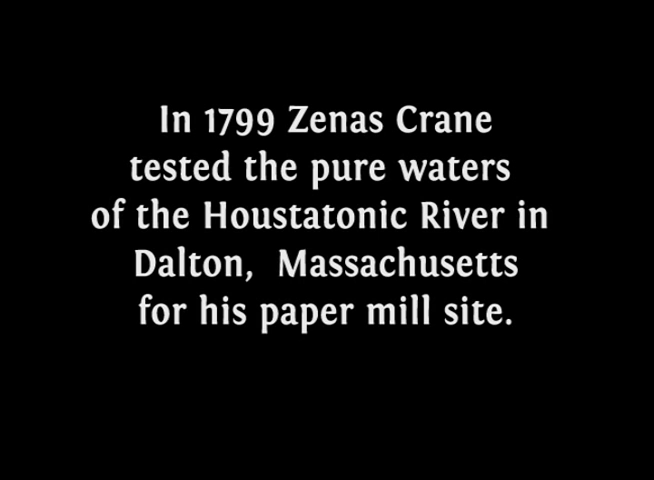 In 1799 Zenas Crane
tested the pure waters
of the Houstatonic River in
Dalton,  Massachusetts
for his paper mill site.